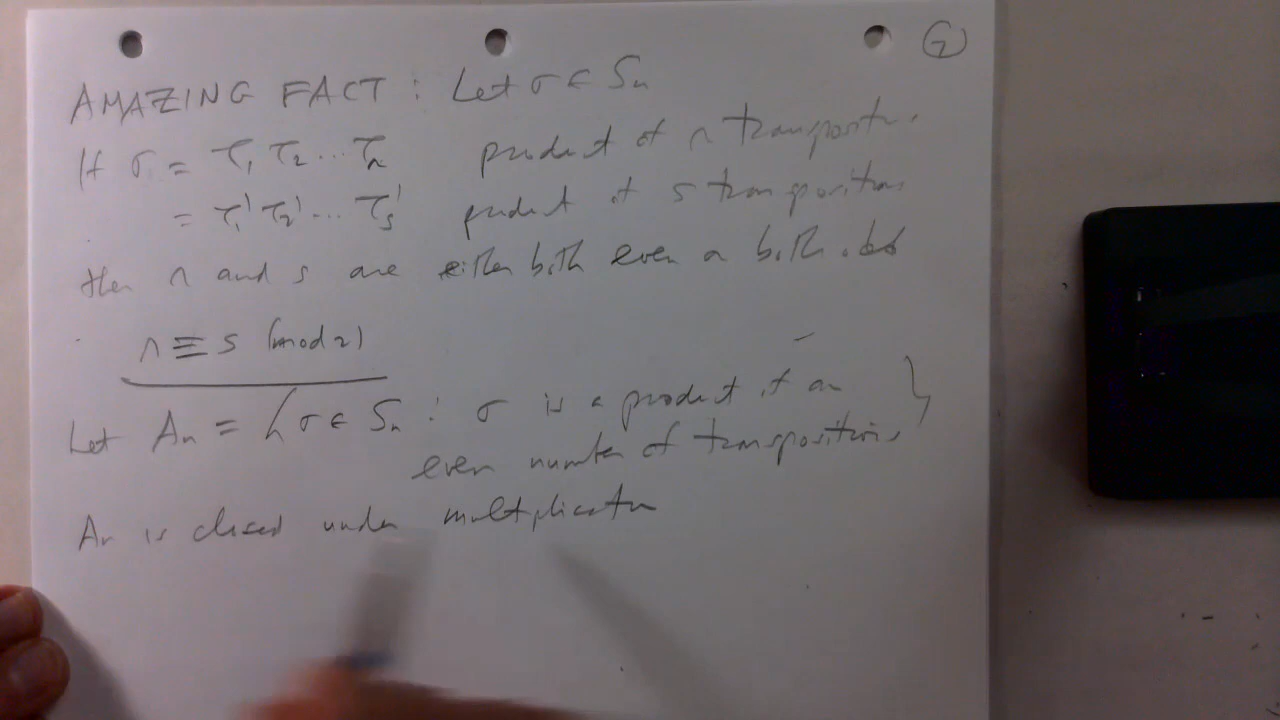 7
AMAZING FACT : Let σ ∈ Sₙ
If σ = τ₁ τ₂ ... τᵣ product of r transposition
= τ₁' τ₂' ... τₛ' product of s transpositions
then r and s are either both even or both odd
r ≡ s (mod 2)
Let Aₙ = { σ ∈ Sₙ : σ is a product of an }
even number of transpositions
Aₙ is closed under multiplication